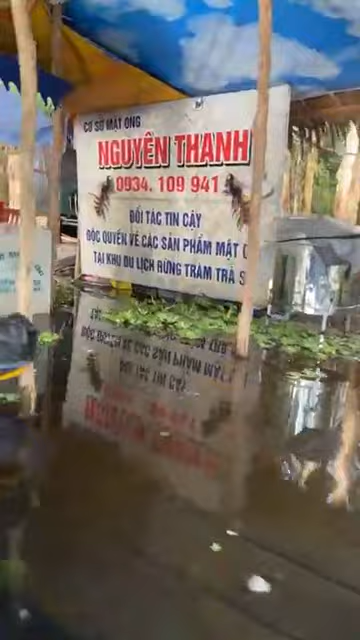 CƠ SỞ MẬT ONG
NGUYÊN THANH
0934. 109 941
ĐỐI TÁC TIN CẬY
ĐỘC QUYỀN VỀ CÁC SẢN PHẨM MẬT
TẠI KHU DU LỊCH RỪNG TRÀM TRÀ S